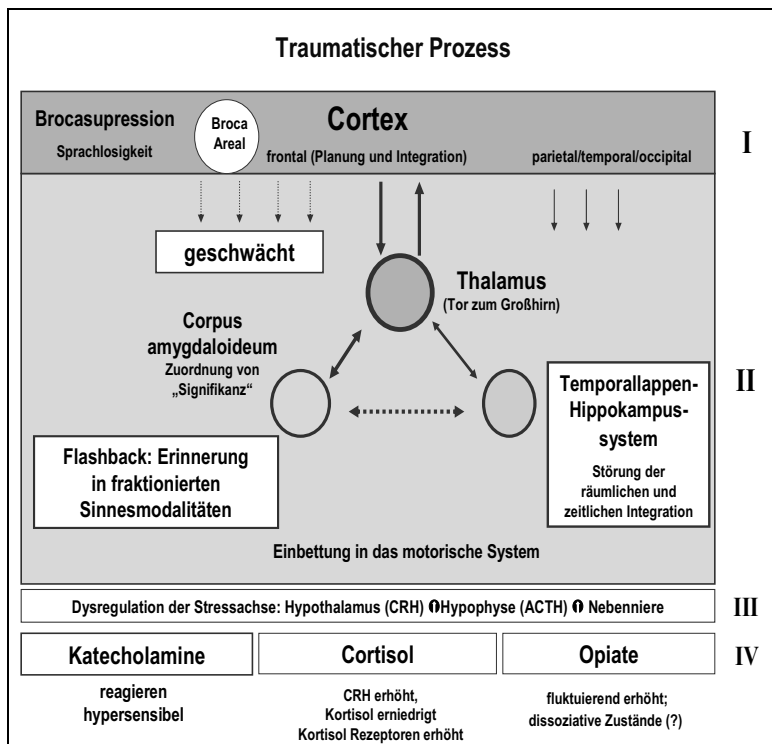 Traumatischer Prozess
Brocasupression
Sprachlosigkeit
Broca
Areal
Cortex
frontal (Planung und Integration)
parietal/temporal/occipital
I
geschwächt
Thalamus
(Tor zum Großhirn)
Corpus
amygdaloideum
Zuordnung von
„Signifikanz“
II
Temporallappen-
Hippokampus-
system
Störung der
räumlichen und
zeitlichen Integration
Flashback: Erinnerung
in fraktionierten
Sinnesmodalitäten
Einbettung in das motorische System
Dysregulation der Stressachse: Hypothalamus (CRH) Hypophyse (ACTH) Nebenniere
III
Katecholamine
Cortisol
Opiate
IV
reagieren
hypersensibel
CRH erhöht,
Kortisol erniedrigt
Kortisol Rezeptoren erhöht
fluktuierend erhöht;
dissoziative Zustände (?)